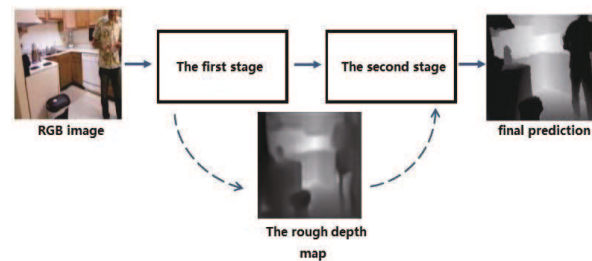 The first stage
The second stage
RGB image
final prediction
The rough depth
map